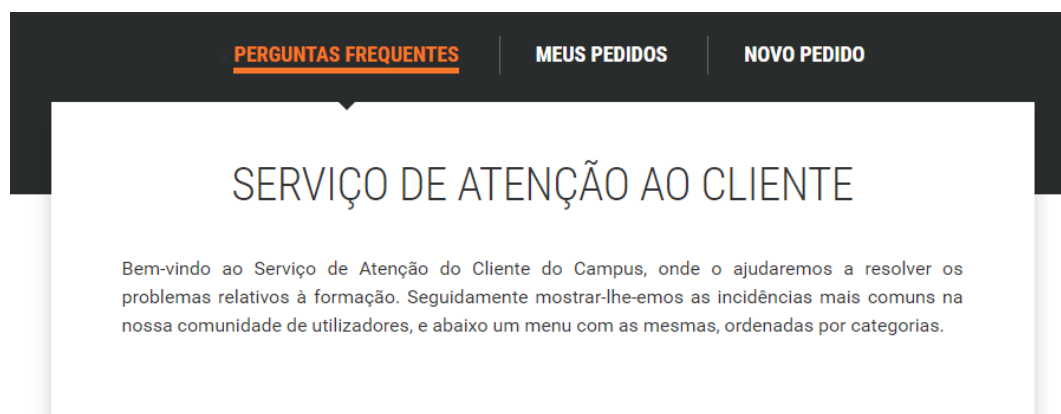 PERGUNTAS FREQUENTES MEUS PEDIDOS NOVO PEDIDO
SERVIÇO DE ATENÇÃO AO CLIENTE
Bem-vindo ao Serviço de Atenção do Cliente do Campus, onde o ajudaremos a resolver os
problemas relativos à formação. Seguidamente mostrar-lhe-emos as incidências mais comuns na
nossa comunidade de utilizadores, e abaixo um menu com as mesmas, ordenadas por categorias.